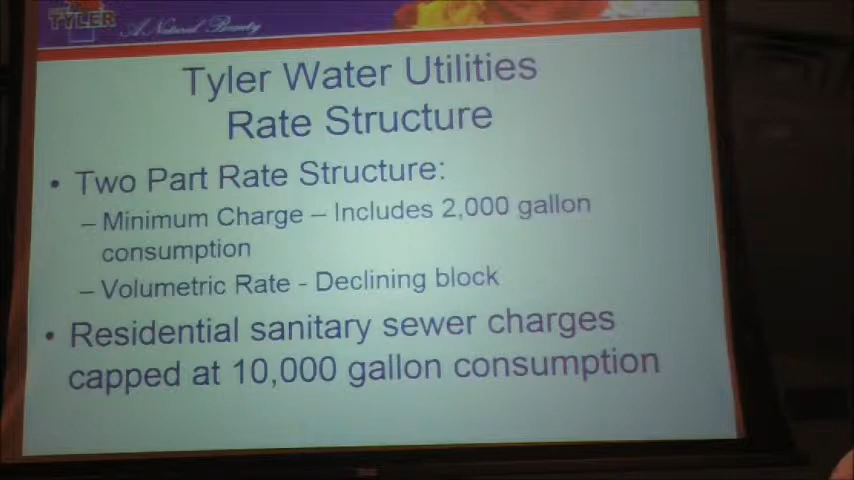 TYLER
A Natural Beauty
Tyler Water Utilities
Rate Structure
• Two Part Rate Structure:
– Minimum Charge – Includes 2,000 gallon
consumption
– Volumetric Rate - Declining block
• Residential sanitary sewer charges
capped at 10,000 gallon consumption